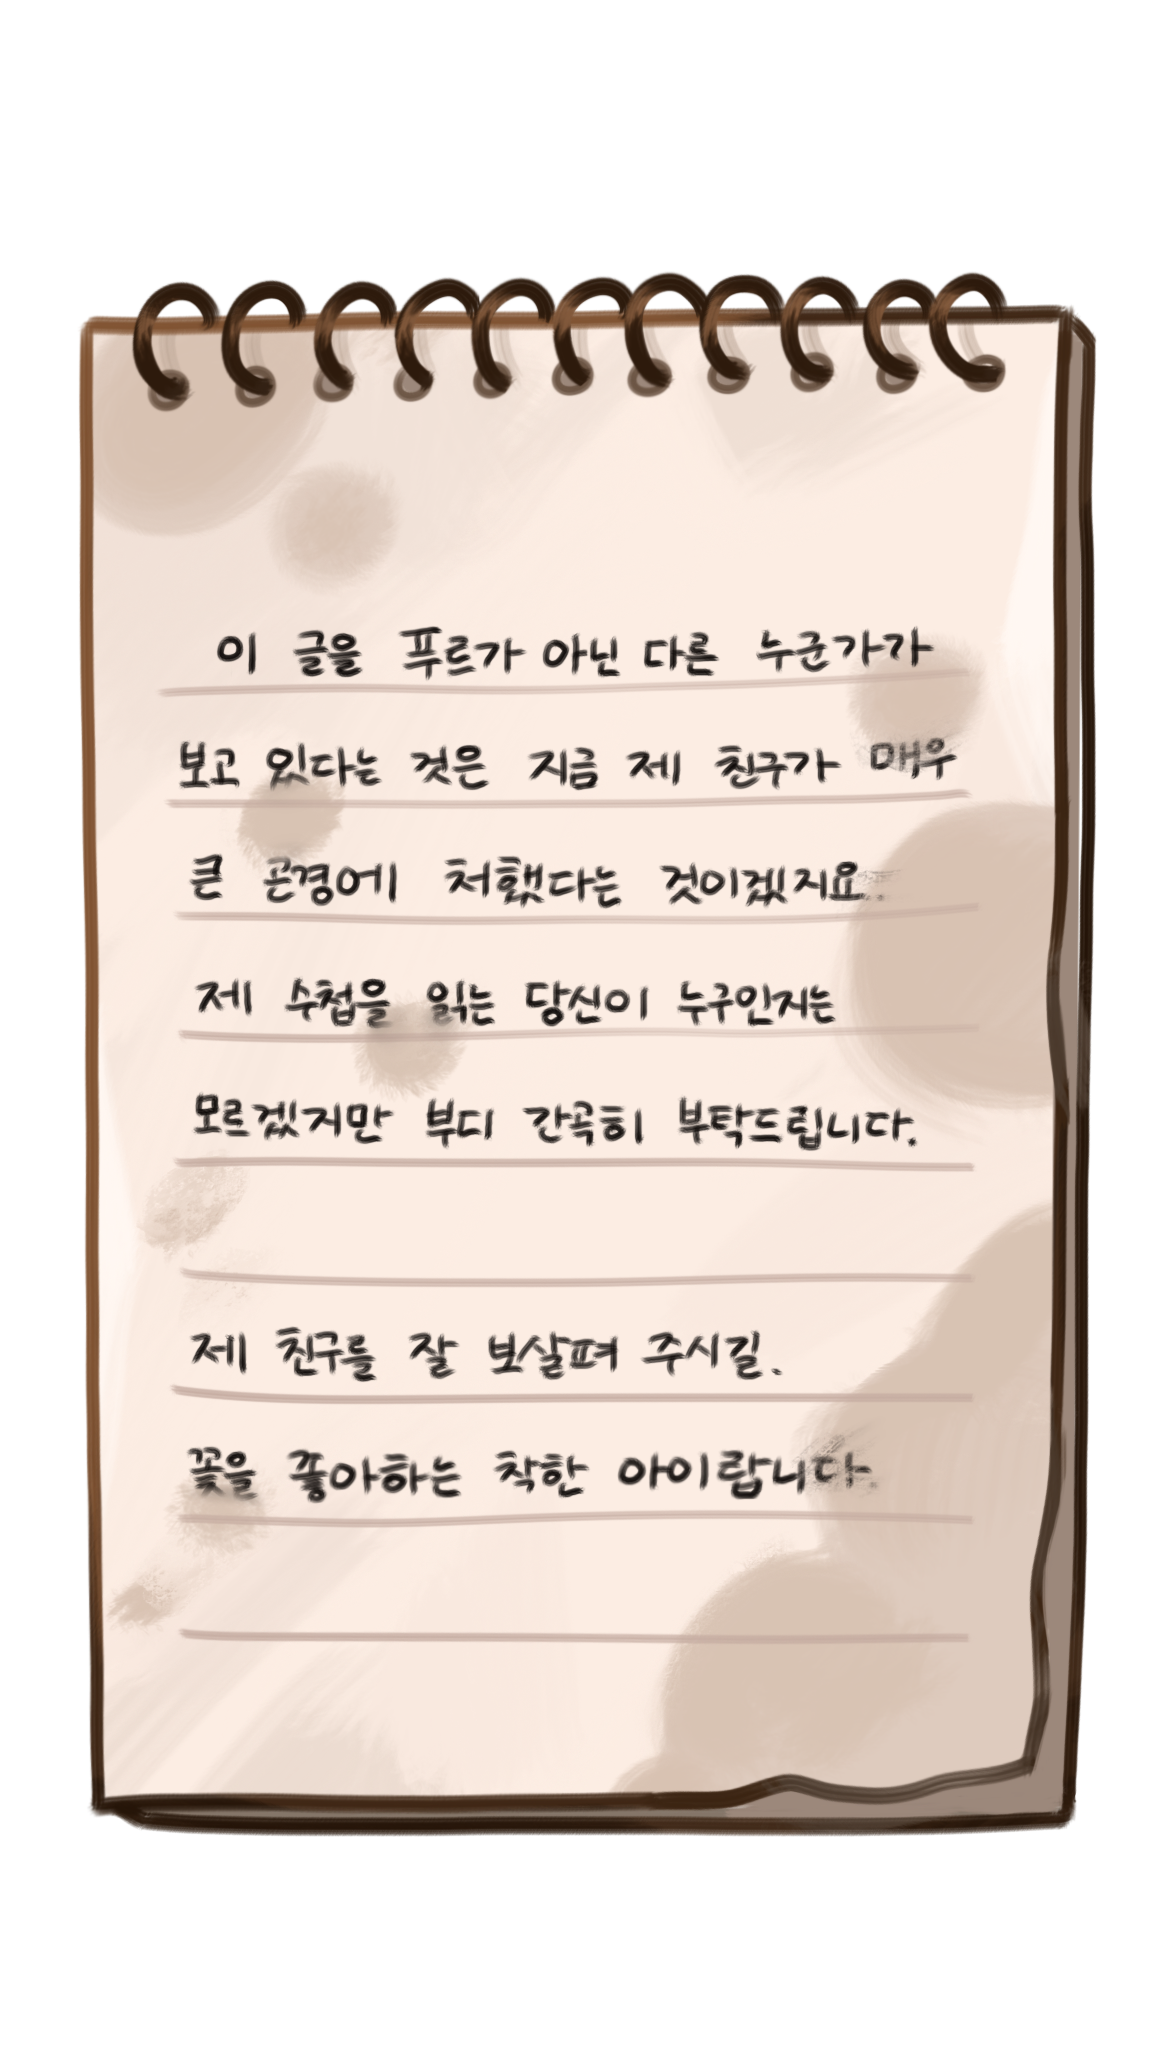 이 글을 푸르가 아닌 다른 누군가가
보고 있다는 것은 지금 제 친구가 매우
큰 곤경에 처했다는 것이겠지요..
제 수첩을 읽는 당신이 누구인지는
모르겠지만 부디 간곡히 부탁드립니다.
제 친구를 잘 보살펴 주시길.
꽃을 좋아하는 착한 아이랍니다.